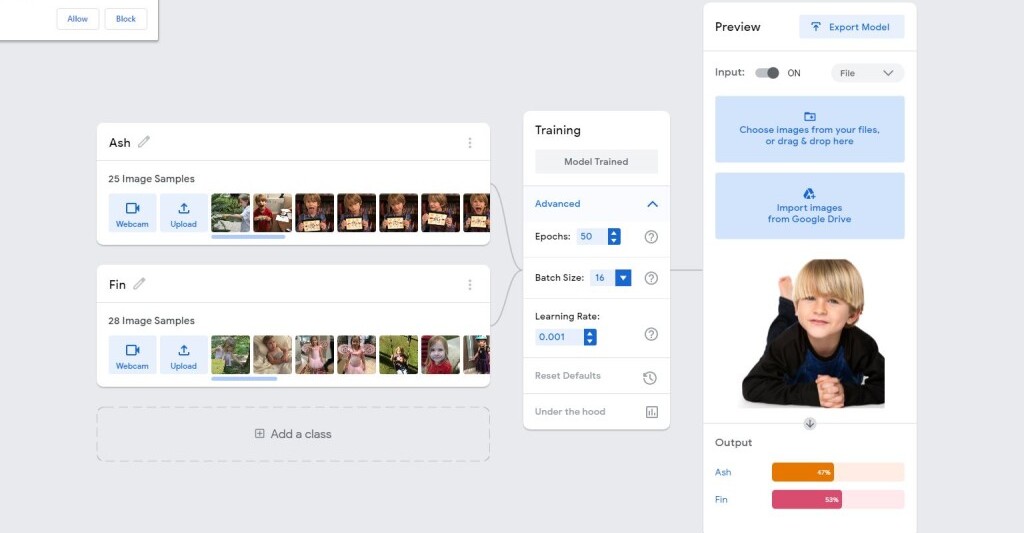 Allow
Block
Ash
25 Image Samples
Webcam
Upload
Fin
28 Image Samples
Webcam
Upload
Add a class
Training
Model Trained
Advanced
Epochs: 50
Batch Size: 16
Learning Rate:
0.001
Reset Defaults
Under the hood
Preview
Export Model
Input: ON
File
Choose images from your files,
or drag & drop here
Import images
from Google Drive
Output
Ash 47%
Fin 53%